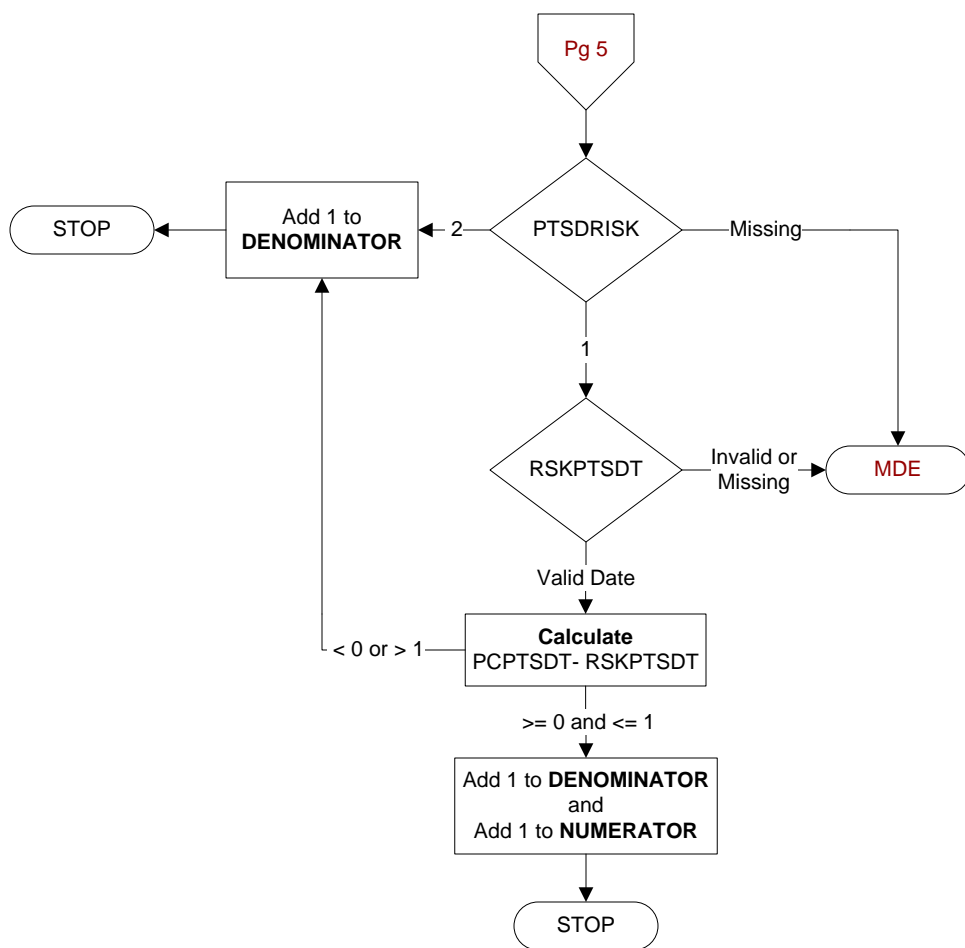 Pg 5
STOP
Add 1 to
DENOMINATOR
2
PTSDRISK
Missing
1
RSKPTSDT
Invalid or
Missing
MDE
Valid Date
Calculate
PCPTSDT- RSKPTSDT
< 0 or > 1
>= 0 and <= 1
Add 1 to DENOMINATOR
and
Add 1 to NUMERATOR
STOP